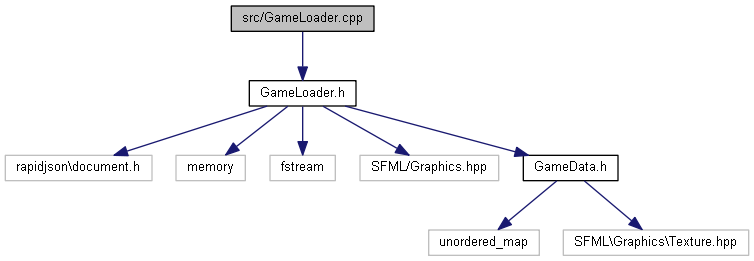 src/GameLoader.cpp
GameLoader.h
rapidjson\document.h
memory
fstream
SFML/Graphics.hpp
GameData.h
unordered_map
SFML\Graphics\Texture.hpp